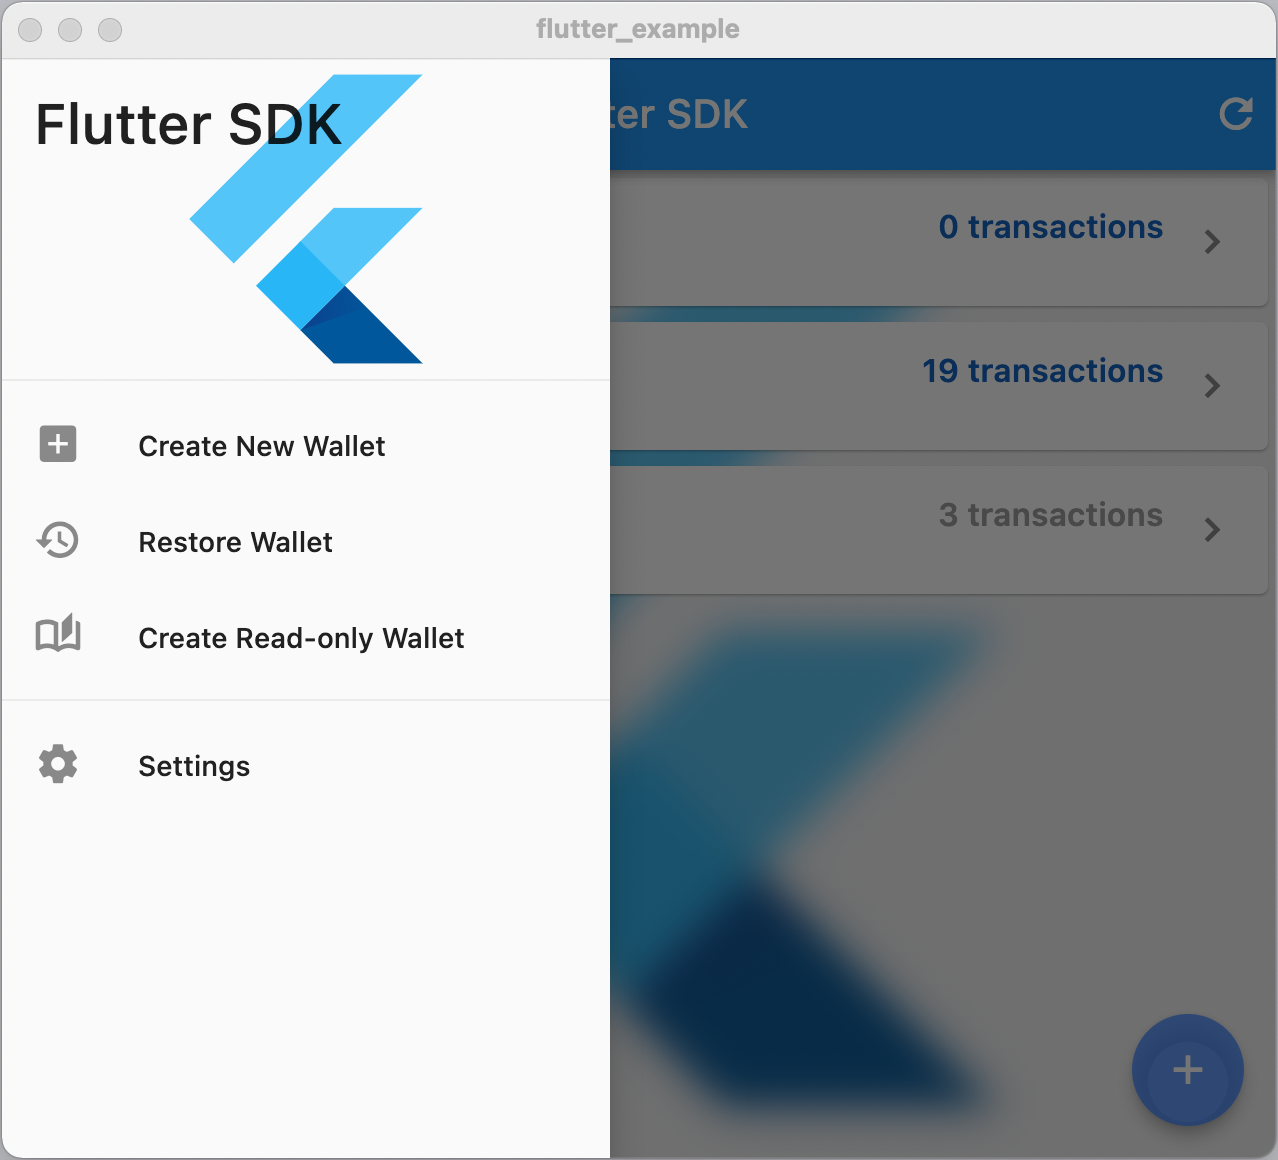 flutter_example
Flutter SDK
ter SDK
0 transactions
19 transactions
3 transactions
Create New Wallet
Restore Wallet
Create Read-only Wallet
Settings